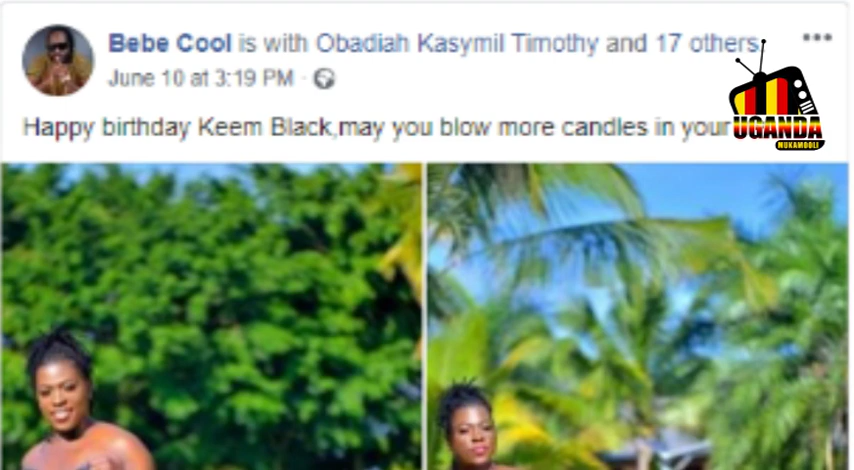 Bebe Cool is with Obadiah Kasymil Timothy and 17 others.
June 10 at 3:19 PM ·
Happy birthday Keem Black,may you blow more candles in your
UGANDA
MUKAMOOLI